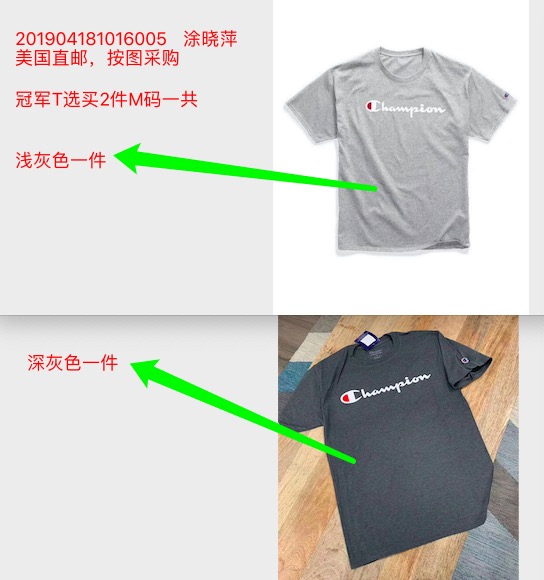 201904181016005 涂晓萍
美国直邮，按图采购
冠军T选买2件M码一共
浅灰色一件
Champion
深灰色一件
Champion